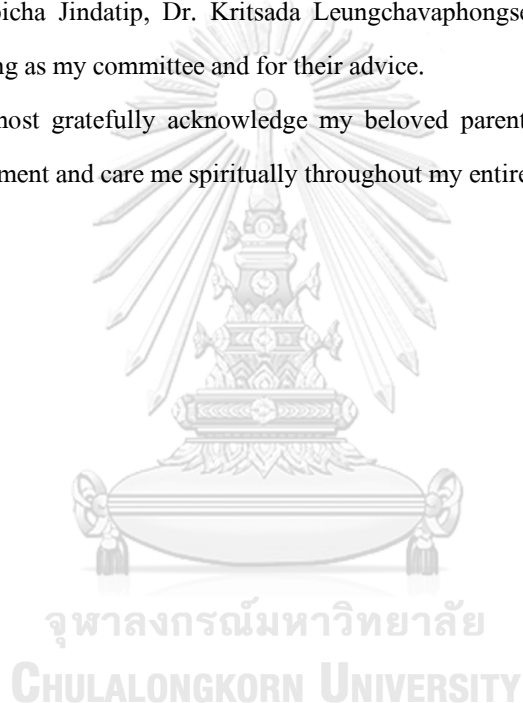 picha Jindatip, Dr. Kritsada Leungchavaphongse
ng as my committee and for their advice.
most gratefully acknowledge my beloved parent
ment and care me spiritually throughout my entire
จุฬาลงกรณ์มหาวิทยาลัย
CHULALONGKORN UNIVERSITY